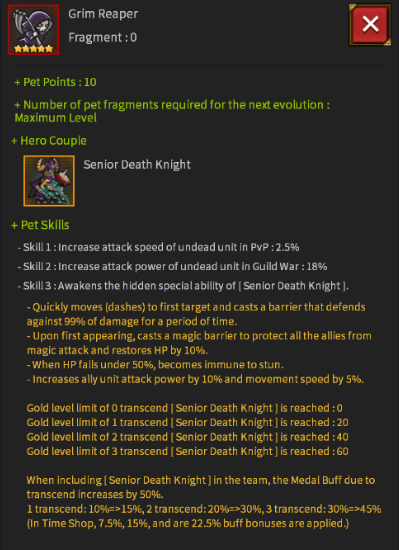 Grim Reaper
Fragment : 0
+ Pet Points : 10
+ Number of pet fragments required for the next evolution :
Maximum Level
+ Hero Couple
Senior Death Knight
+ Pet Skills
- Skill 1 : Increase attack speed of undead unit in PvP : 2.5%
- Skill 2 : Increase attack power of undead unit in Guild War : 18%
- Skill 3 : Awakens the hidden special ability of [ Senior Death Knight ].
- Quickly moves (dashes) to first target and casts a barrier that defends
against 99% of damage for a period of time.
- Upon first appearing, casts a magic barrier to protect all the allies from
magic attack and restores HP by 10%.
- When HP falls under 50%, becomes immune to stun.
- Increases ally unit attack power by 10% and movement speed by 5%.
Gold level limit of 0 transcend [ Senior Death Knight ] is reached : 0
Gold level limit of 1 transcend [ Senior Death Knight ] is reached : 20
Gold level limit of 2 transcend [ Senior Death Knight ] is reached : 40
Gold level limit of 3 transcend [ Senior Death Knight ] is reached : 60
When including [ Senior Death Knight ] in the team, the Medal Buff due to
transcend increases by 50%.
1 transcend: 10%=>15%, 2 transcend: 20%=>30%, 3 transcend: 30%=>45%
(In Time Shop, 7.5%, 15%, and are 22.5% buff bonuses are applied.)